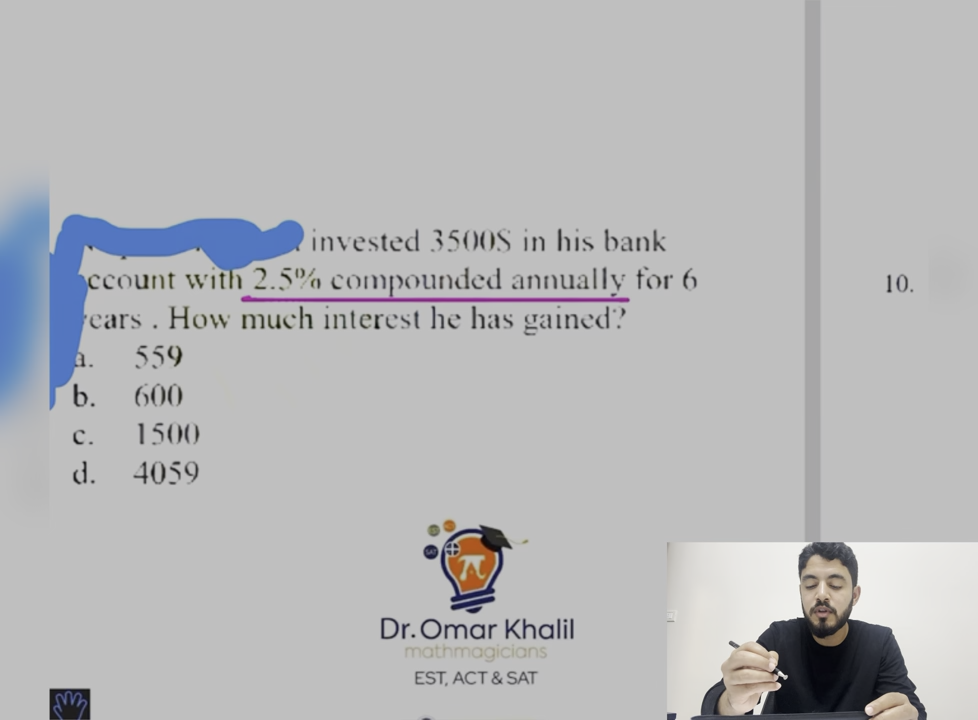 invested 3500$ in his bank
ccount with 2.5% compounded annually for 6
ears . How much interest he has gained?
a. 559
b. 600
c. 1500
d. 4059
10.
Dr.Omar Khalil
mathmagicians
EST, ACT & SAT